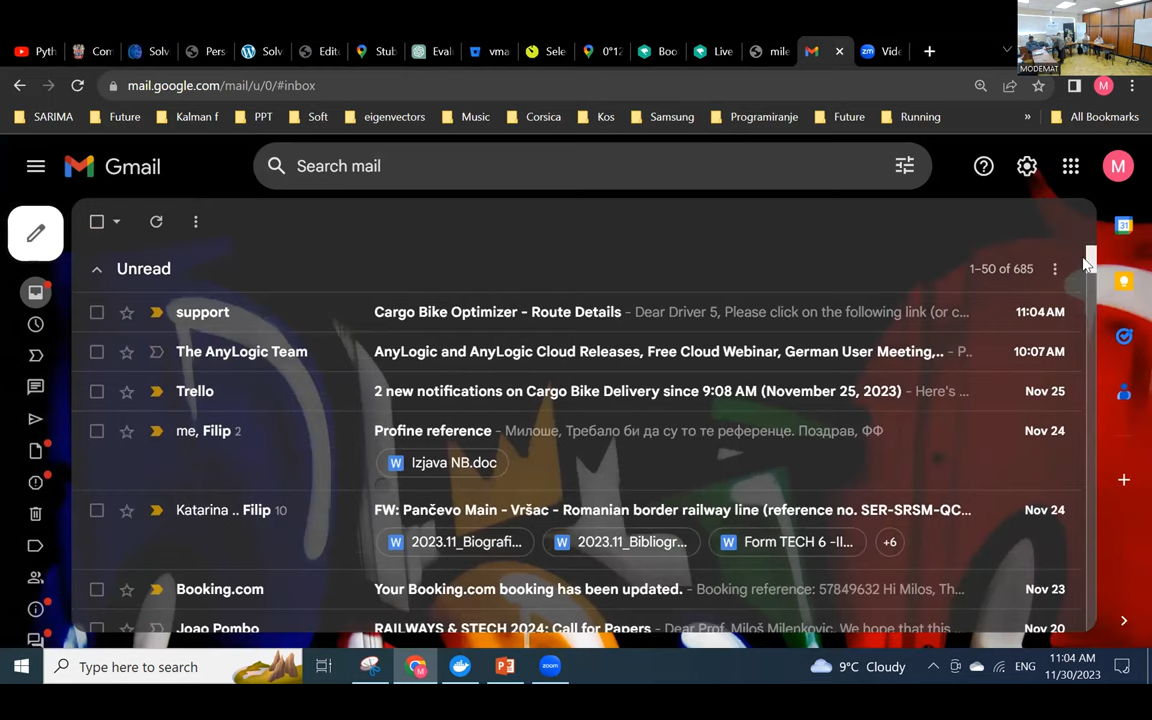 Pyth
Con
Solv
Pers
Solv
Edit
Stub
Eval
vma
Sele
0°1
Boo
Live
mile
Vide
MODEMAT
mail.google.com/mail/u/0/#inbox
M
SARIMA
Future
Kalman f
PPT
Soft
eigenvectors
Music
Corsica
Kos
Samsung
Programiranje
Future
Running
»
All Bookmarks
Gmail
Search mail
M
Unread
1–50 of 685
31
support
Cargo Bike Optimizer - Route Details - Dear Driver 5, Please click on the following link (or c...
11:04 AM
The AnyLogic Team
AnyLogic and AnyLogic Cloud Releases, Free Cloud Webinar, German User Meeting,... - P...
10:07 AM
Trello
2 new notifications on Cargo Bike Delivery since 9:08 AM (November 25, 2023) - Here's ...
Nov 25
me, Filip 2
Profine reference - Милоше, Требало би да су то те референце. Поздрав, ФФ
Nov 24
W Izjava NB.doc
Katarina .. Filip 10
FW: Pančevo Main - Vršac - Romanian border railway line (reference no. SER-SRSM-QC...
Nov 24
W 2023.11_Biografi...
W 2023.11_Bibliogr...
W Form TECH 6 -II...
+6
Booking.com
Your Booking.com booking has been updated. - Booking reference: 57849632 Hi Milos, Th...
Nov 23
Joao Pombo
RAILWAYS & STECH 2024: Call for Papers - Dear Prof. Miloš Milenkovic, We hope that this ...
Nov 20
Type here to search
zoom
9°C Cloudy
ENG
11:04 AM
11/30/2023